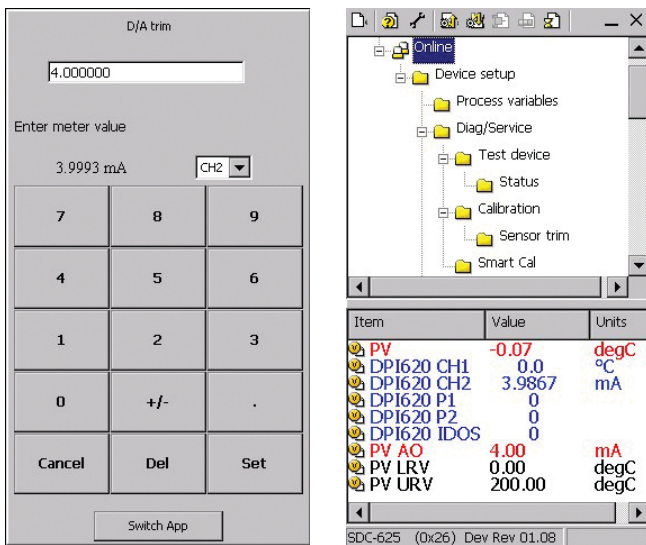 D/A trim
4.000000
Enter meter value
3.9993 mA CH2
7 8 9
4 5 6
1 2 3
0 +/- .
Cancel Del Set
Switch App
Online
Device setup
Process variables
Diag/Service
Test device
Status
Calibration
Sensor trim
Smart Cal
Item Value Units
PV -0.07 degC
DPI620 CH1 0.0 °C
DPI620 CH2 3.9867 mA
DPI620 P1 0
DPI620 P2 0
DPI620 IDOS 0
PV AO 4.00 mA
PV LRV 0.00 degC
PV URV 200.00 degC
SDC-625 (0x26) Dev Rev 01.08